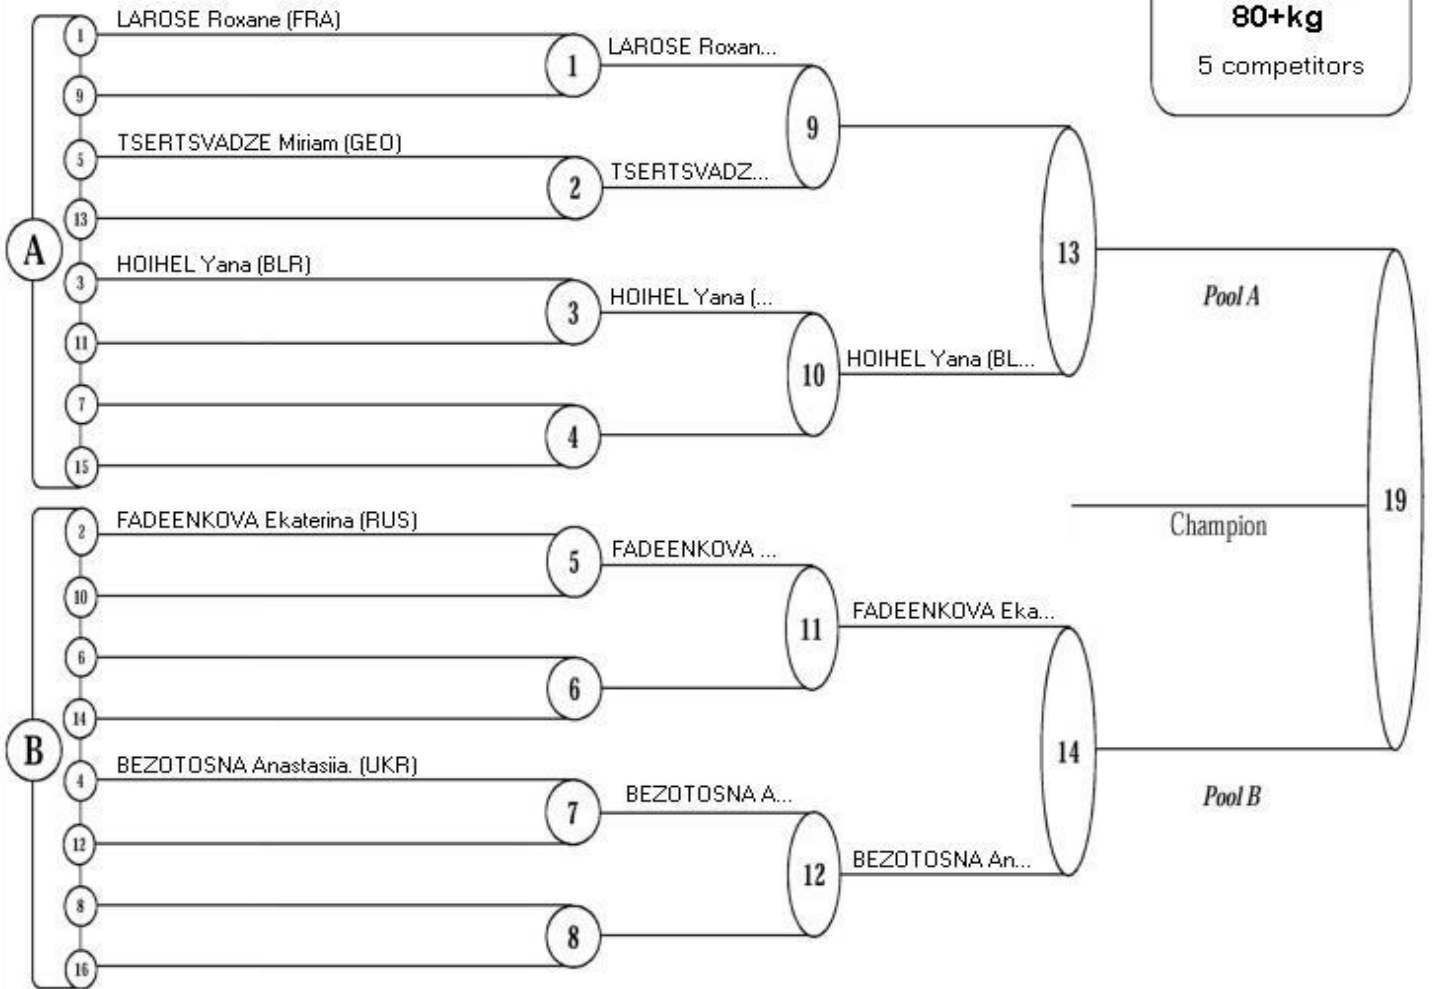 80+kg
5 competitors
LAROSE Roxane (FRA)
1
9
1
LAROSE Roxan...
TSERTSVADZE Miriam (GEO)
5
13
2
TSERTSVADZ...
9
A
HOIHEL Yana (BLR)
3
11
3
HOIHEL Yana (...
7
15
4
10
HOIHEL Yana (BL...
13
Pool A
FADEENKOVA Ekaterina (RUS)
2
10
5
FADEENKOVA ...
6
14
6
11
FADEENKOVA Eka...
B
BEZOTOSNA Anastasiia. (UKR)
4
12
7
BEZOTOSNA A...
8
16
8
12
BEZOTOSNA An...
14
Pool B
19
Champion